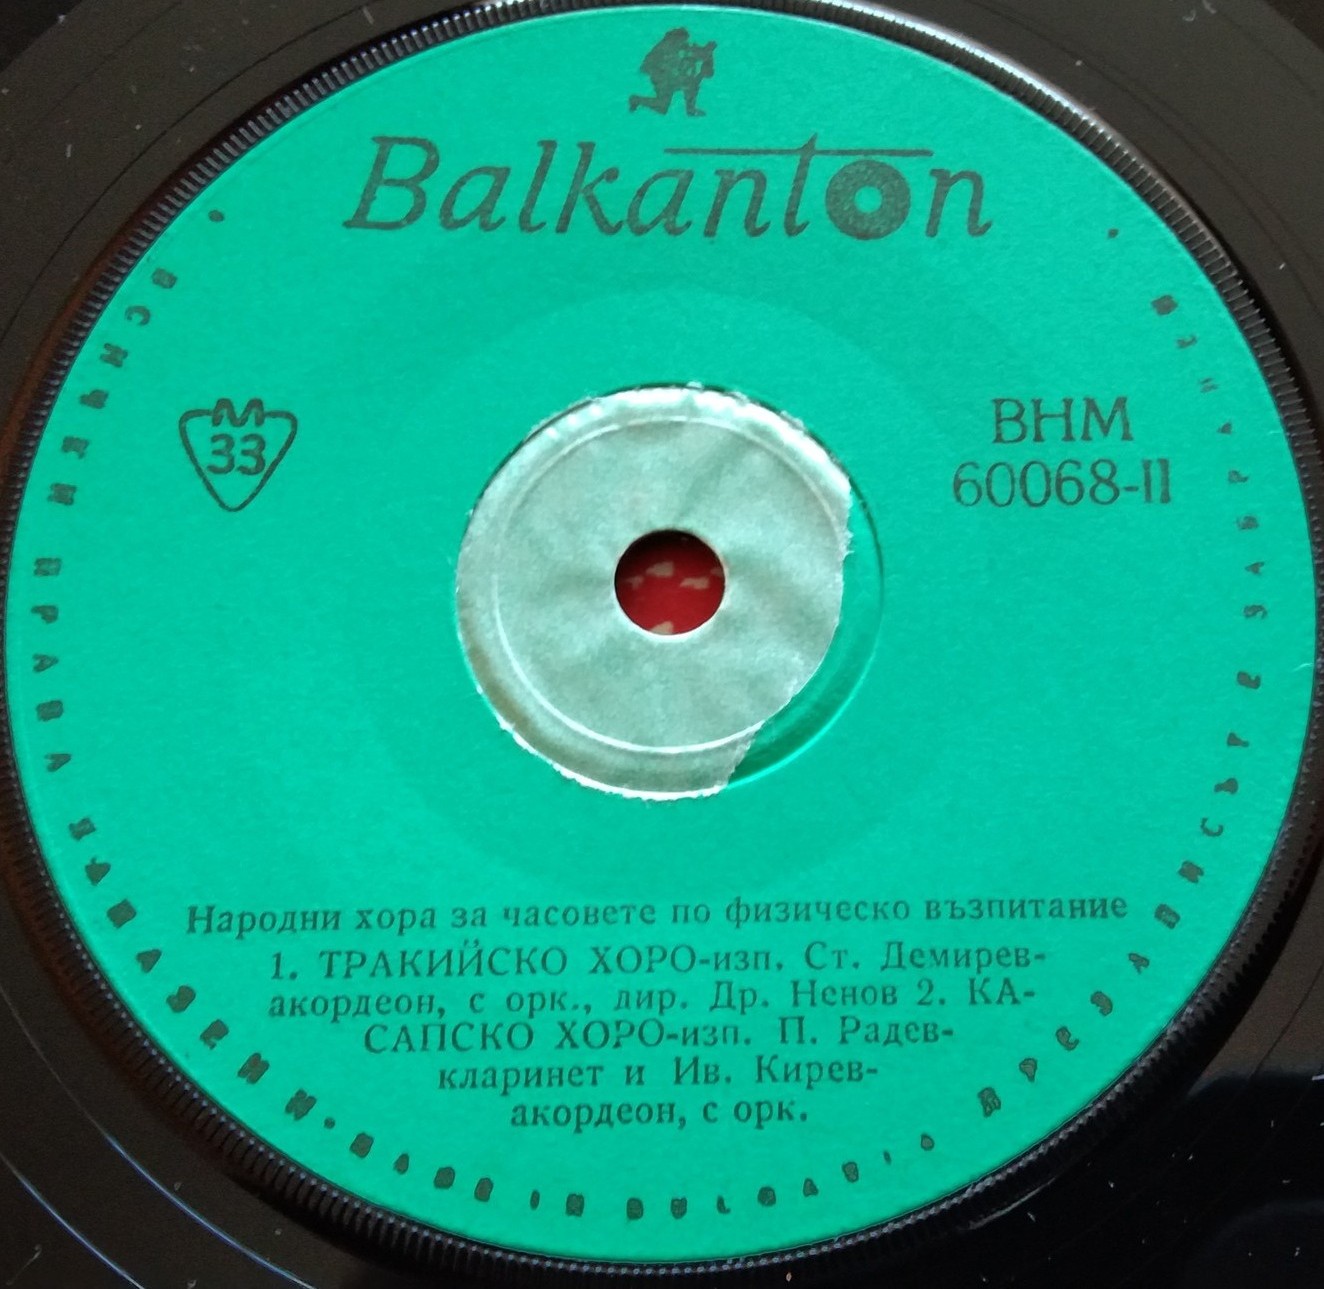 Balkanton
М
33
ВНМ
60068-II
Народни хора за часовете по физическо възпитание
1. ТРАКИЙСКО ХОРО-изп. Ст. Демирев-
акордеон, с орк., дир. Др. Ненов 2. КА-
САПСКО ХОРО-изп. П. Радев-
кларинет и Ив. Кирев-
акордеон, с орк.
ВСИЧКИ ПРАВА ЗАПАЗЕНИ · MADE IN BULGARIA
ЗАПИСЪТ Е ЗАБРАНЕН